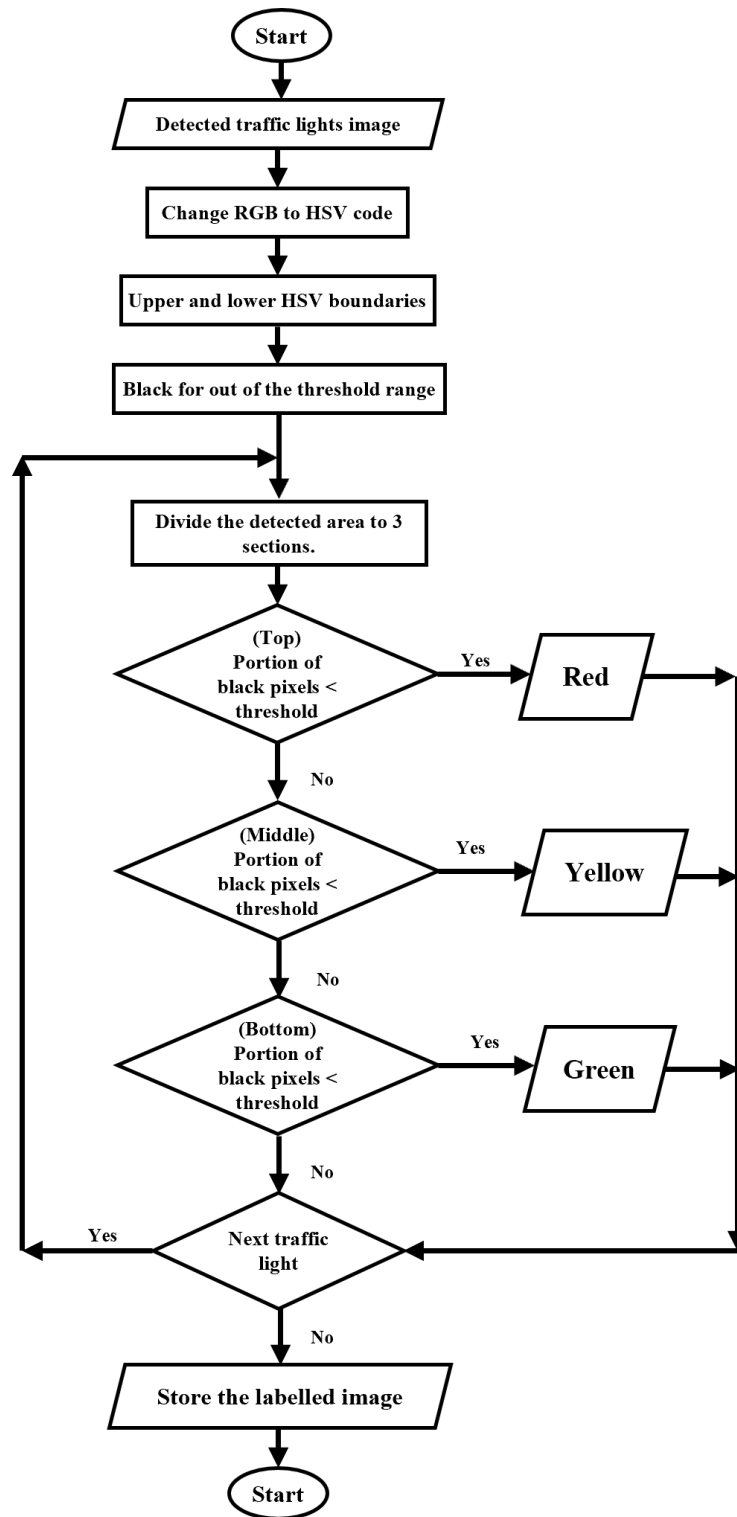 Start
Detected traffic lights image
Change RGB to HSV code
Upper and lower HSV boundaries
Black for out of the threshold range
Divide the detected area to 3
sections.
(Top)
Portion of
black pixels <
threshold
Yes
Red
No
(Middle)
Portion of
black pixels <
threshold
Yes
Yellow
No
(Bottom)
Portion of
black pixels <
threshold
Yes
Green
No
Next traffic
light
Yes
No
Store the labelled image
Start